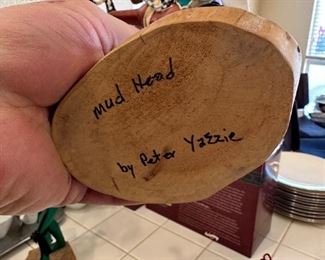 Mud Head
by Peter Yazzie